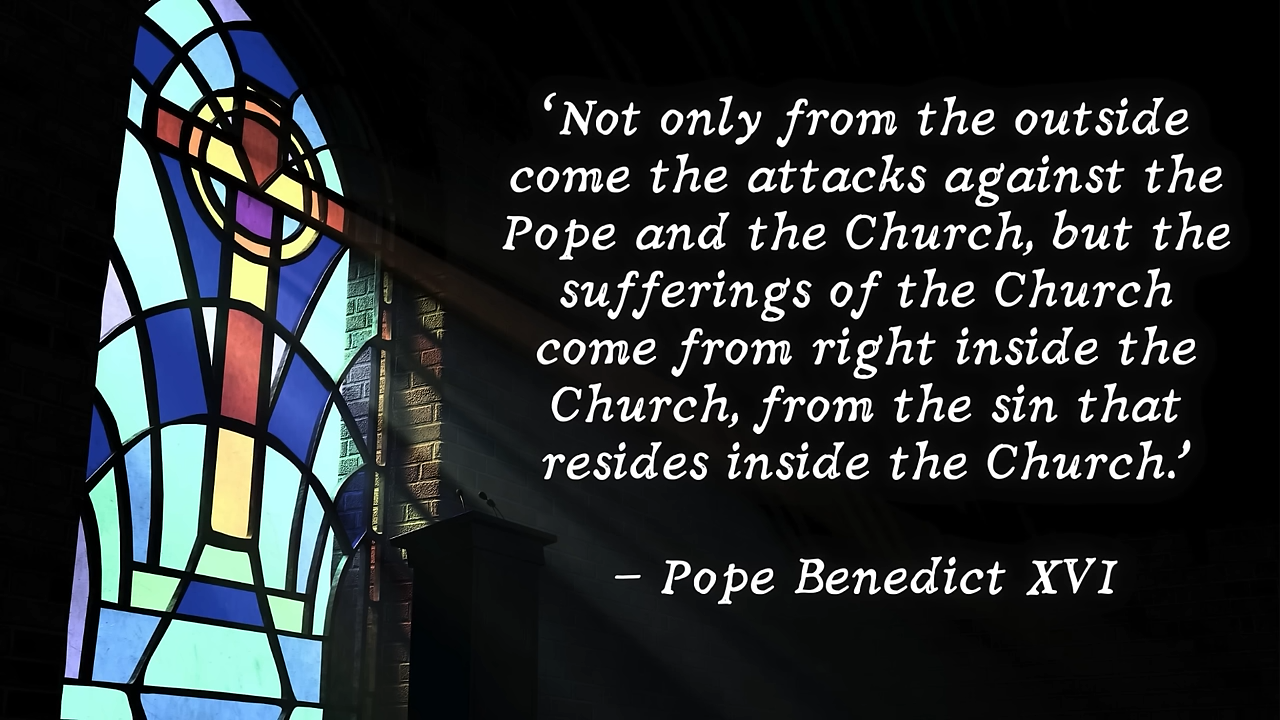 ‘Not only from the outside
come the attacks against the
Pope and the Church, but the
sufferings of the Church
come from right inside the
Church, from the sin that
resides inside the Church.’
– Pope Benedict XVI